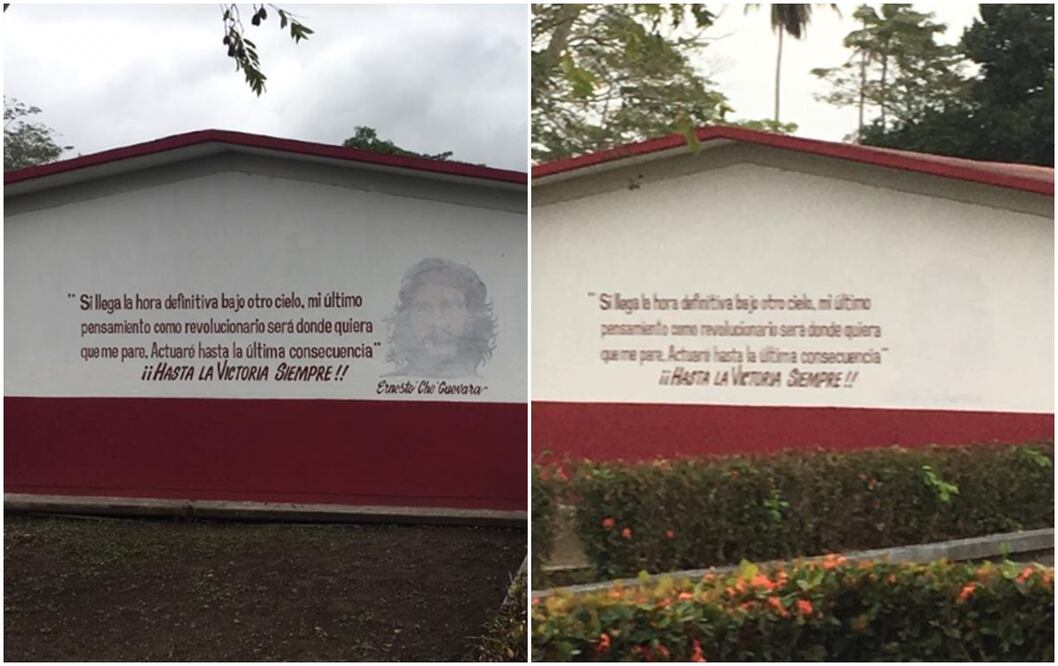 " Si llega la hora definitiva bajo otro cielo, mi último
pensamiento como revolucionario será donde quiera
que me pare. Actuaré hasta la última consecuencia"
¡¡HASTA LA VICTORIA SIEMPRE!!
Ernesto "Che" Guevara
" Si llega la hora definitiva bajo otro cielo, mi último
pensamiento como revolucionario será donde quiera
que me pare. Actuaré hasta la última consecuencia"
¡¡HASTA LA VICTORIA SIEMPRE!!